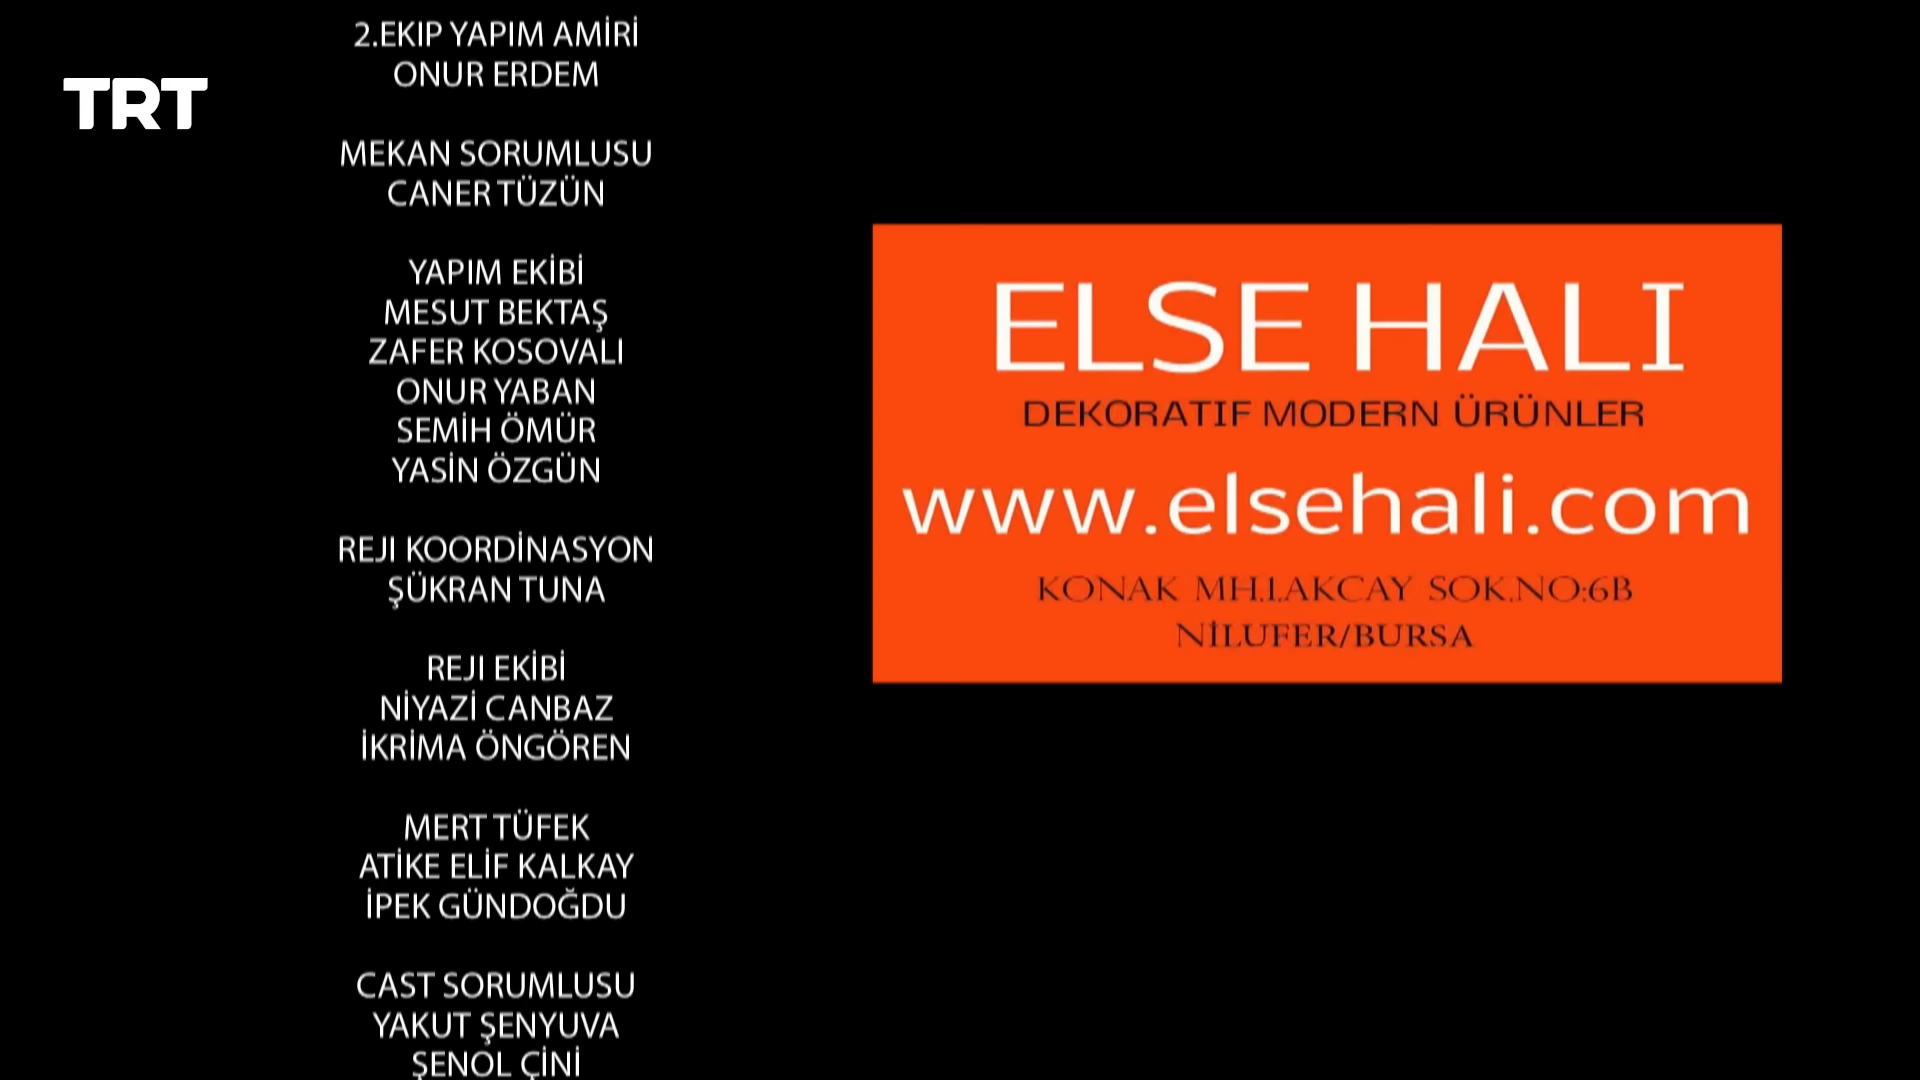 TRT
2.EKIP YAPIM AMİRİ
ONUR ERDEM
MEKAN SORUMLUSU
CANER TÜZÜN
YAPIM EKİBİ
MESUT BEKTAŞ
ZAFER KOSOVALI
ONUR YABAN
SEMİH ÖMÜR
YASİN ÖZGÜN
REJI KOORDİNASYON
ŞÜKRAN TUNA
REJI EKİBİ
NİYAZİ CANBAZ
İKRİMA ÖNGÖREN
MERT TÜFEK
ATİKE ELİF KALKAY
İPEK GÜNDOĞDU
CAST SORUMLUSU
YAKUT ŞENYUVA
ŞENOL ÇİNİ
ELSE HALI
DEKORATIF MODERN ÜRÜNLER
www.elsehali.com
KONAK MH.1.AKCAY SOK.NO:6B
NİLUFER/BURSA